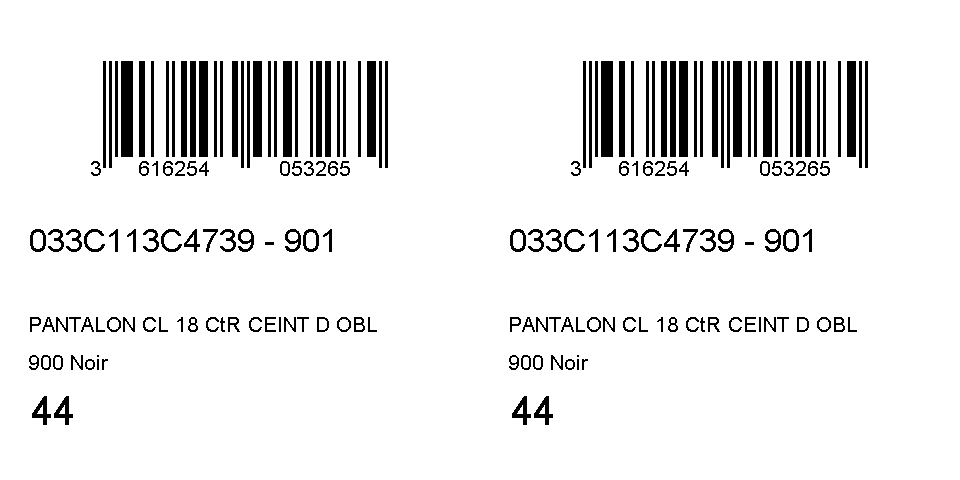 3 616254 053265
033C113C4739 - 901
PANTALON CL 18 CtR CEINT D OBL
900 Noir
44
3 616254 053265
033C113C4739 - 901
PANTALON CL 18 CtR CEINT D OBL
900 Noir
44